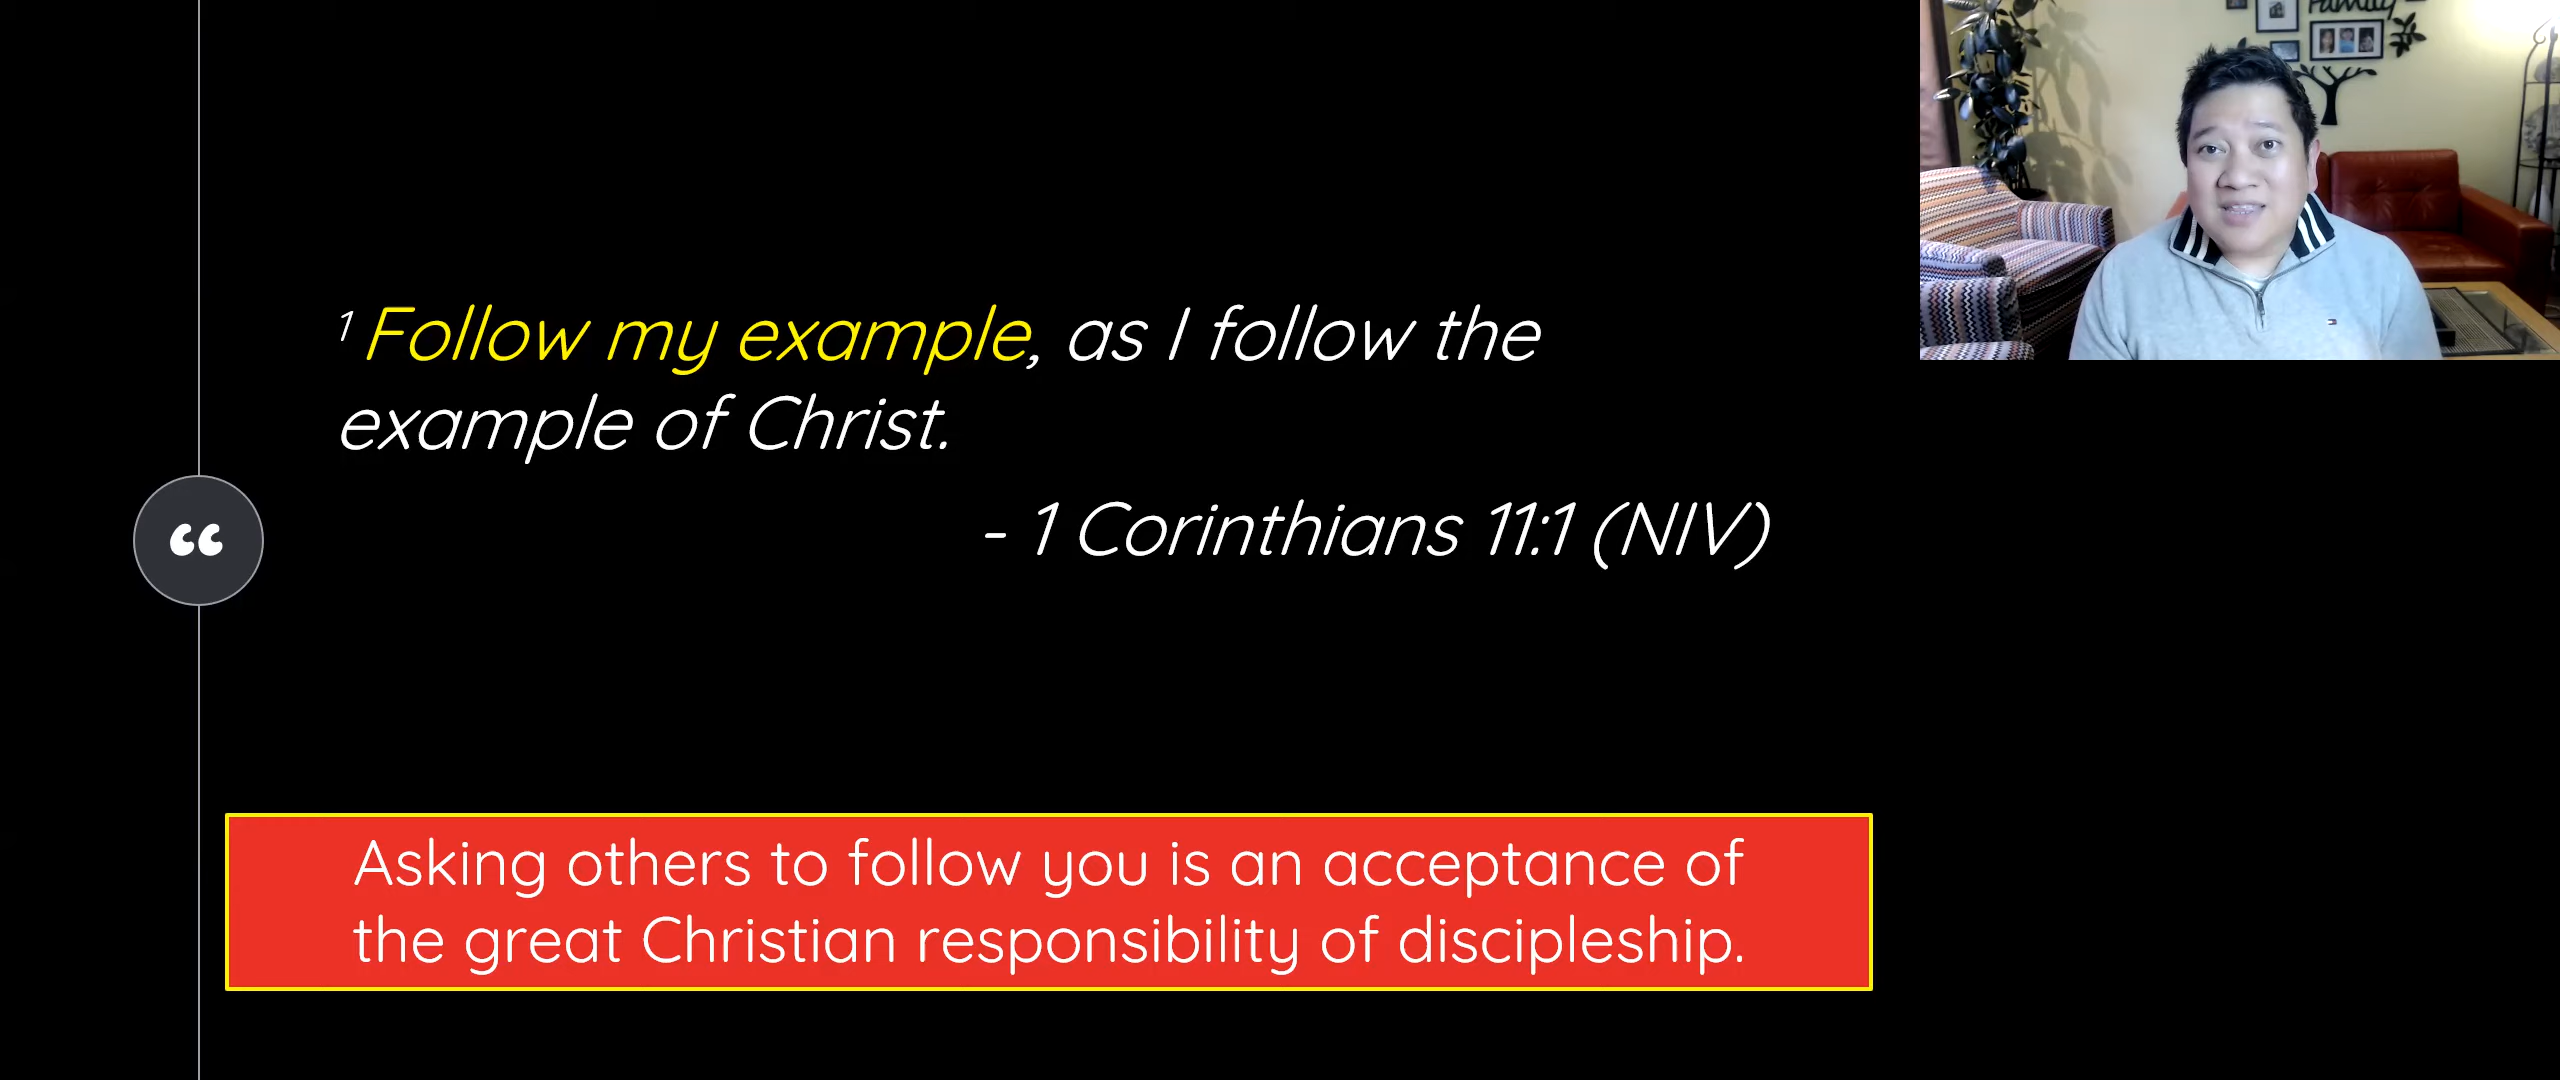 Family
1 Follow my example, as I follow the
example of Christ.
- 1 Corinthians 11:1 (NIV)
“
Asking others to follow you is an acceptance of
the great Christian responsibility of discipleship.